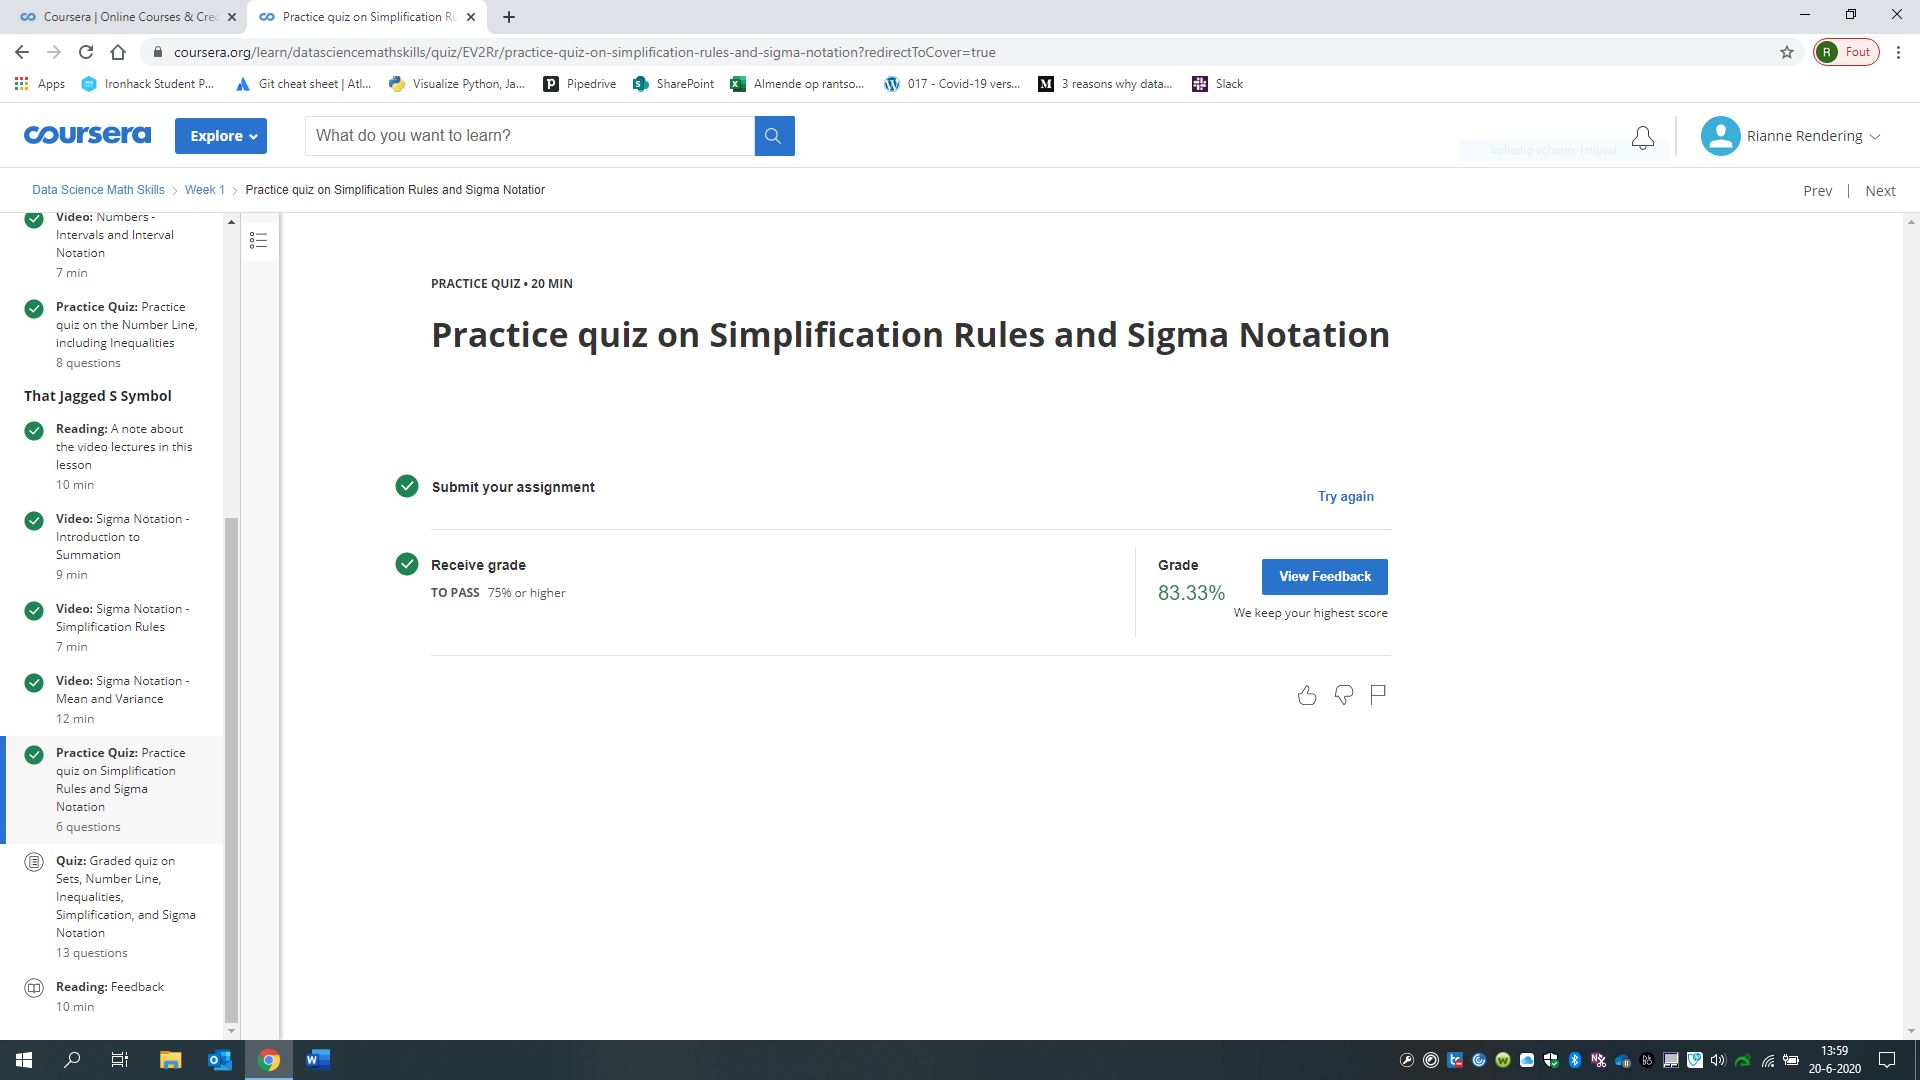 Coursera | Online Courses & Cre
Practice quiz on Simplification Ru
coursera.org/learn/datasciencemathskills/quiz/EV2Rr/practice-quiz-on-simplification-rules-and-sigma-notation?redirectToCover=true
R Fout
Apps
Ironhack Student P...
Git cheat sheet | Atl...
Visualize Python, Ja...
Pipedrive
SharePoint
Almende op rantso...
017 - Covid-19 vers...
3 reasons why data...
Slack
coursera
Explore
What do you want to learn?
Volledig scherm-knipsel
Rianne Rendering
Data Science Math Skills > Week 1 > Practice quiz on Simplification Rules and Sigma Notatior
Prev | Next
Video: Numbers -
Intervals and Interval
Notation
7 min
Practice Quiz: Practice
quiz on the Number Line,
including Inequalities
8 questions
That Jagged S Symbol
Reading: A note about
the video lectures in this
lesson
10 min
Video: Sigma Notation -
Introduction to
Summation
9 min
Video: Sigma Notation -
Simplification Rules
7 min
Video: Sigma Notation -
Mean and Variance
12 min
Practice Quiz: Practice
quiz on Simplification
Rules and Sigma
Notation
6 questions
Quiz: Graded quiz on
Sets, Number Line,
Inequalities,
Simplification, and Sigma
Notation
13 questions
Reading: Feedback
10 min
PRACTICE QUIZ • 20 MIN
Practice quiz on Simplification Rules and Sigma Notation
Submit your assignment
Try again
Receive grade
TO PASS 75% or higher
Grade
83.33%
View Feedback
We keep your highest score
13:59
20-6-2020